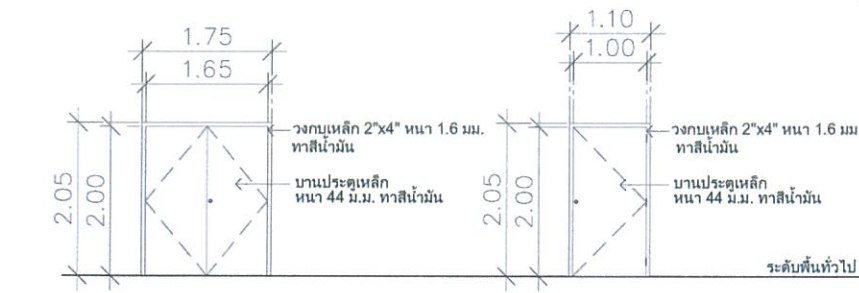 1.75
1.65
2.05
2.00
วงกบเหล็ก 2"x4" หนา 1.6 มม.
ทาสีน้ำมัน
บานประตูเหล็ก
หนา 44 ม.ม. ทาสีน้ำมัน
1.10
1.00
2.05
2.00
วงกบเหล็ก 2"x4" หนา 1.6 มม
ทาสีน้ำมัน
บานประตูเหล็ก
หนา 44 ม.ม. ทาสีน้ำมัน
ระดับพื้นทั่วไป